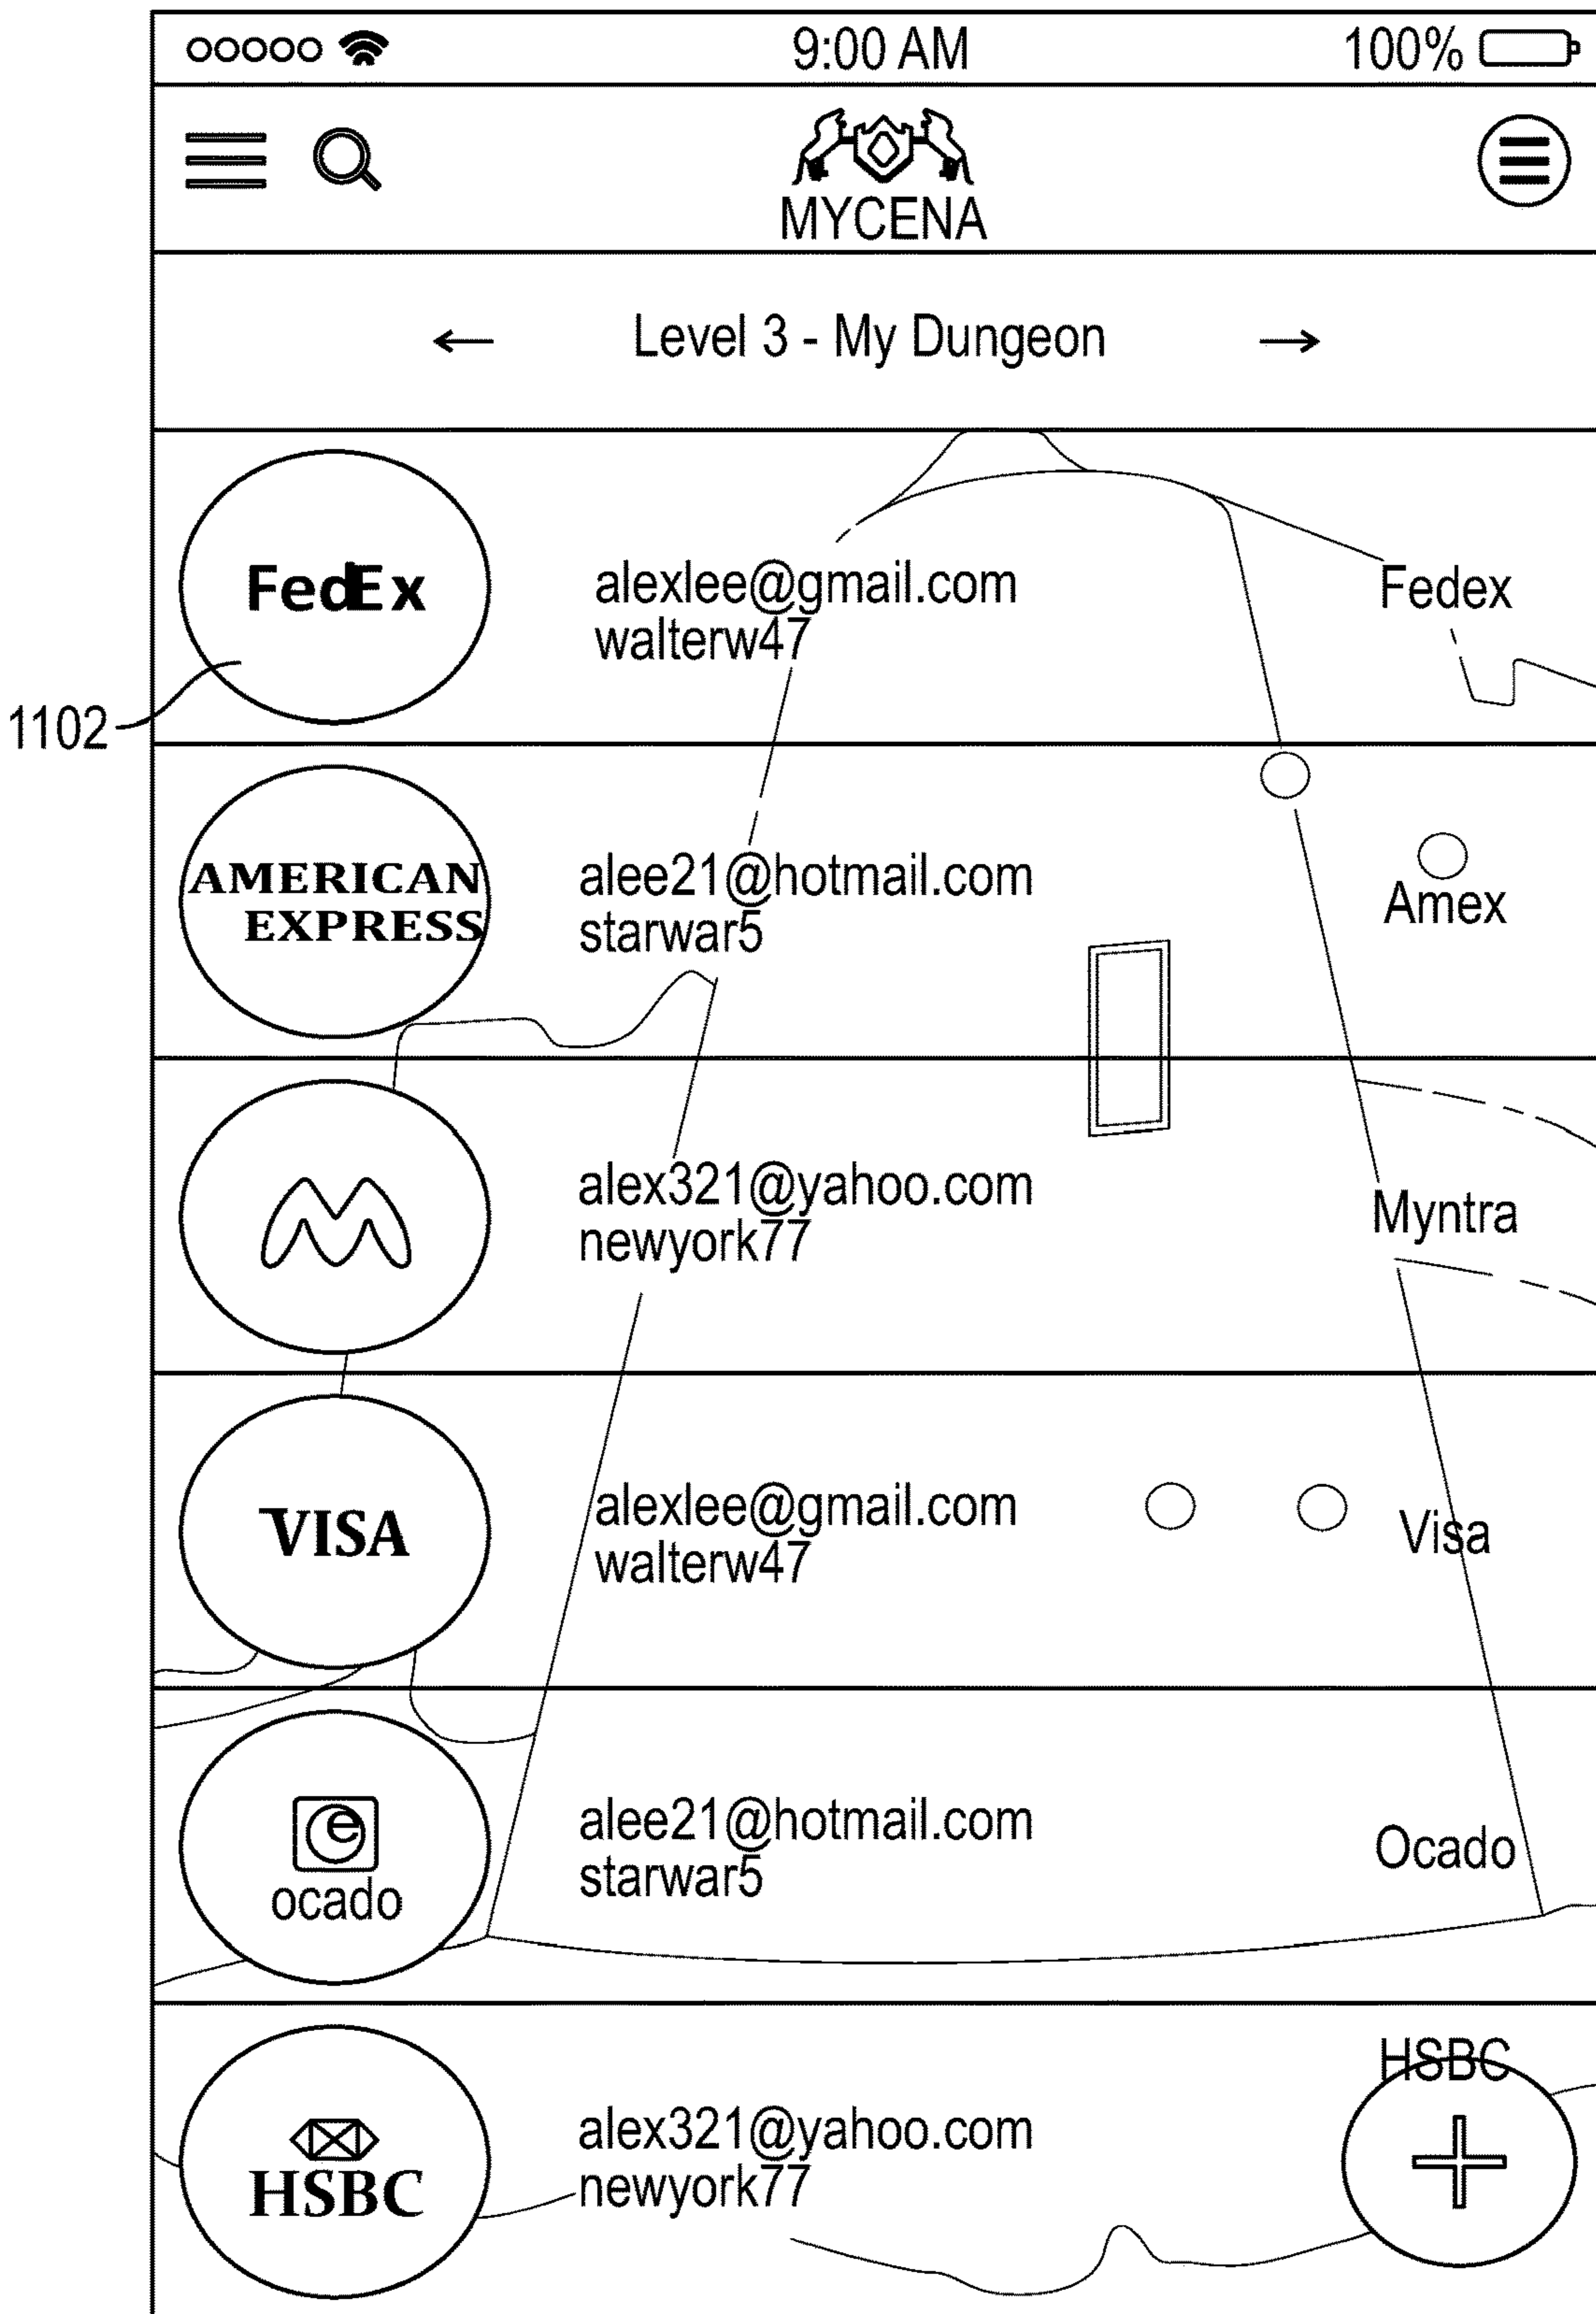 9:00 AM
100%
MYCENA
← Level 3 - My Dungeon →
FedEx
alexlee@gmail.com
walterw47
Fedex
1102
AMERICAN
EXPRESS
alee21@hotmail.com
starwar5
Amex
alex321@yahoo.com
newyork77
Myntra
VISA
alexlee@gmail.com
walterw47
Visa
e
ocado
alee21@hotmail.com
starwar5
Ocado
HSBC
alex321@yahoo.com
newyork77
HSBC